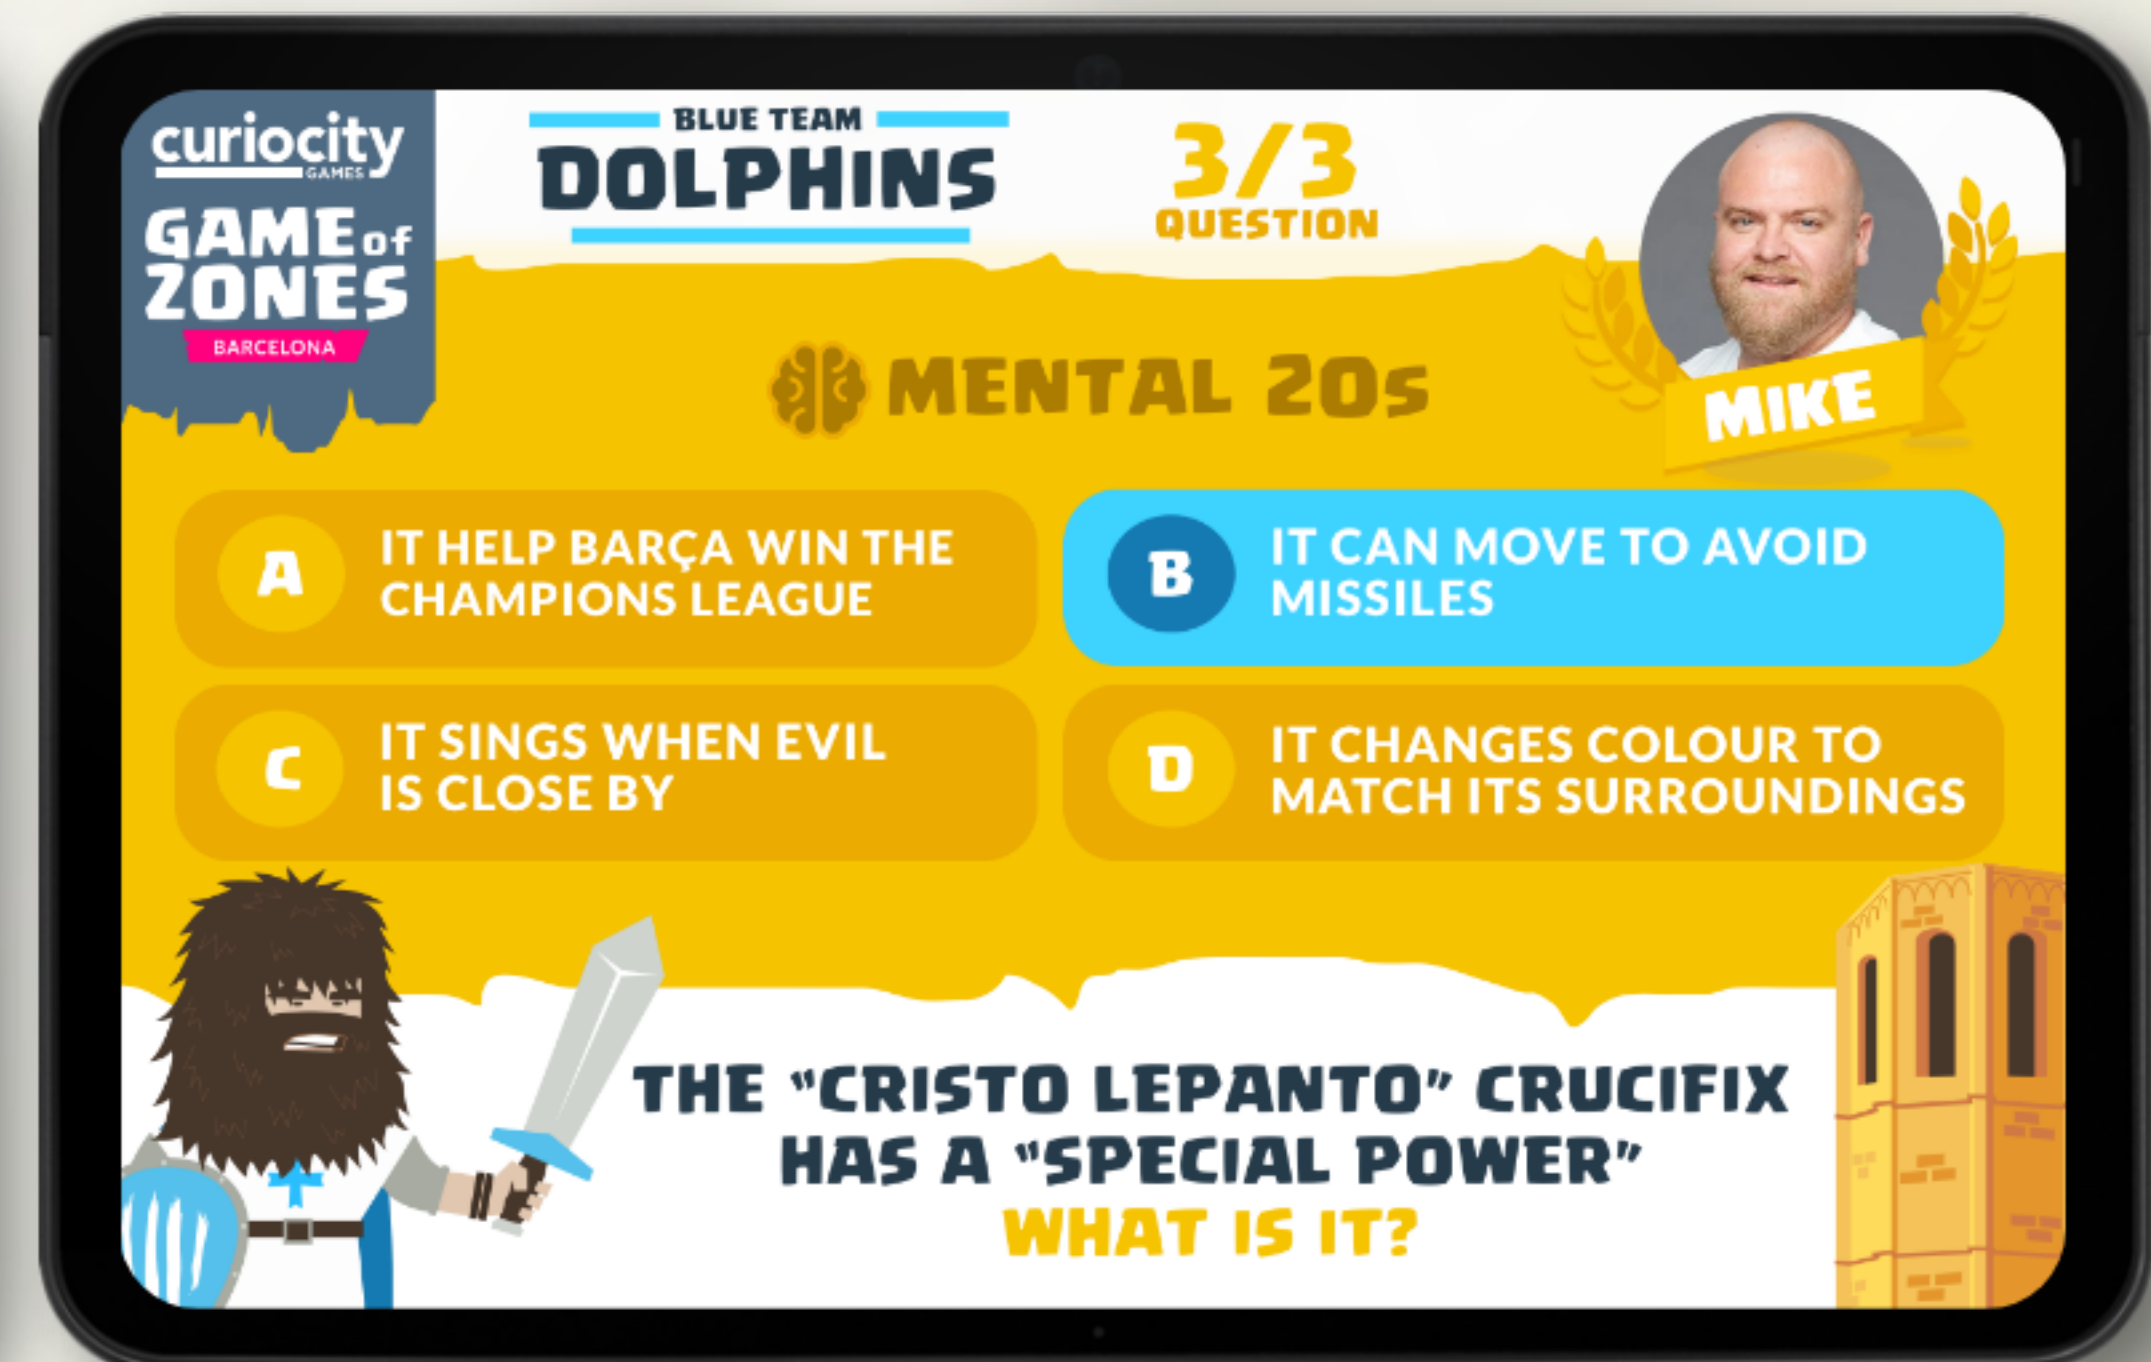 curiocity
GAMES
GAME of
ZONES
BARCELONA
BLUE TEAM
DOLPHINS
3/3
QUESTION
MIKE
MENTAL 20s
A
IT HELP BARÇA WIN THE
CHAMPIONS LEAGUE
B
IT CAN MOVE TO AVOID
MISSILES
C
IT SINGS WHEN EVIL
IS CLOSE BY
D
IT CHANGES COLOUR TO
MATCH ITS SURROUNDINGS
THE "CRISTO LEPANTO" CRUCIFIX
HAS A "SPECIAL POWER"
WHAT IS IT?